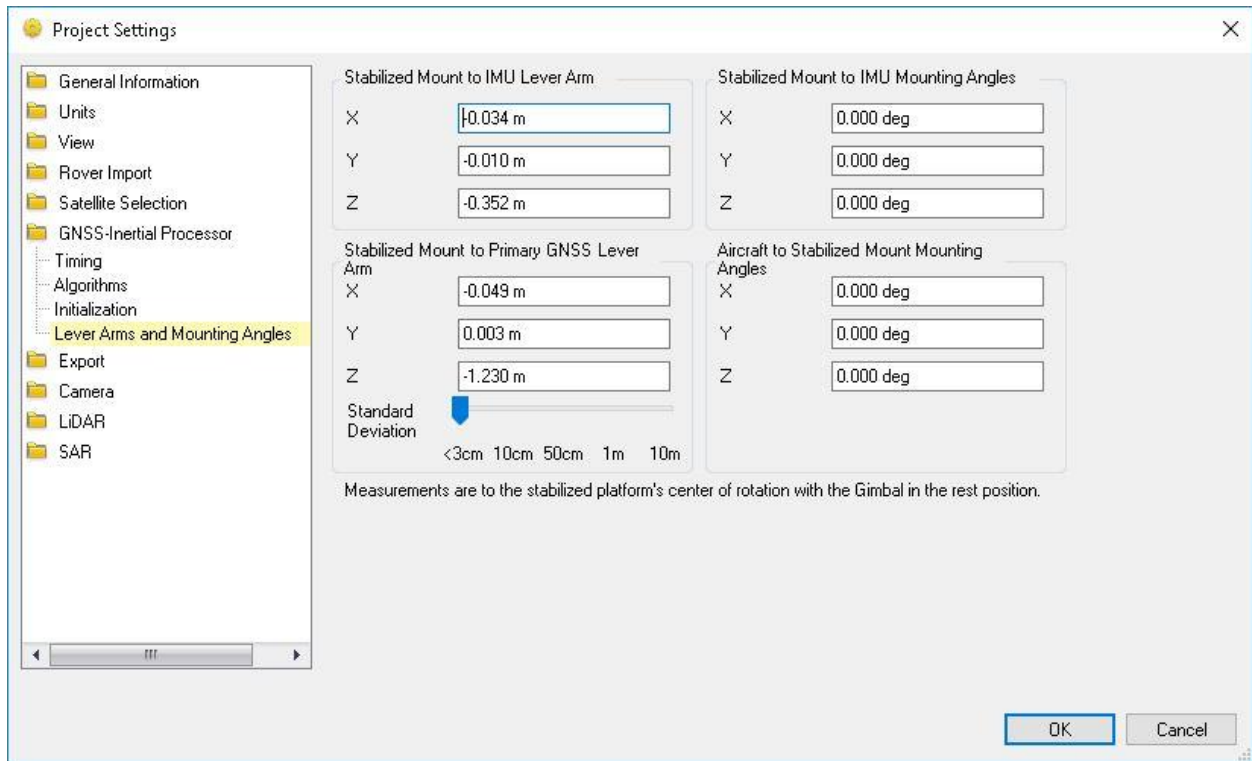 Project Settings
General Information
Units
View
Rover Import
Satellite Selection
GNSS-Inertial Processor
Timing
Algorithms
Initialization
Lever Arms and Mounting Angles
Export
Camera
LiDAR
SAR
Stabilized Mount to IMU Lever Arm
X -0.034 m
Y -0.010 m
Z -0.352 m
Stabilized Mount to IMU Mounting Angles
X 0.000 deg
Y 0.000 deg
Z 0.000 deg
Stabilized Mount to Primary GNSS Lever
Arm
X -0.049 m
Y 0.003 m
Z -1.230 m
Standard
Deviation
<3cm 10cm 50cm 1m 10m
Aircraft to Stabilized Mount Mounting
Angles
X 0.000 deg
Y 0.000 deg
Z 0.000 deg
Measurements are to the stabilized platform's center of rotation with the Gimbal in the rest position.
OK Cancel